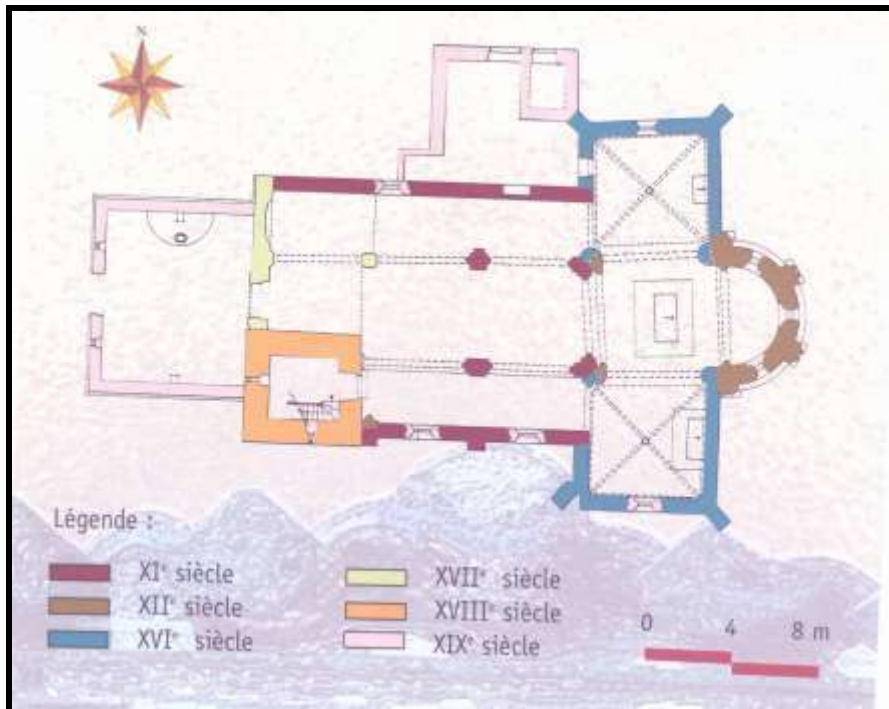 N
Légende :
XIe siècle
XIIe siècle
XVIe siècle
XVIIe siècle
XVIIIe siècle
XIXe siècle
0 4 8 m